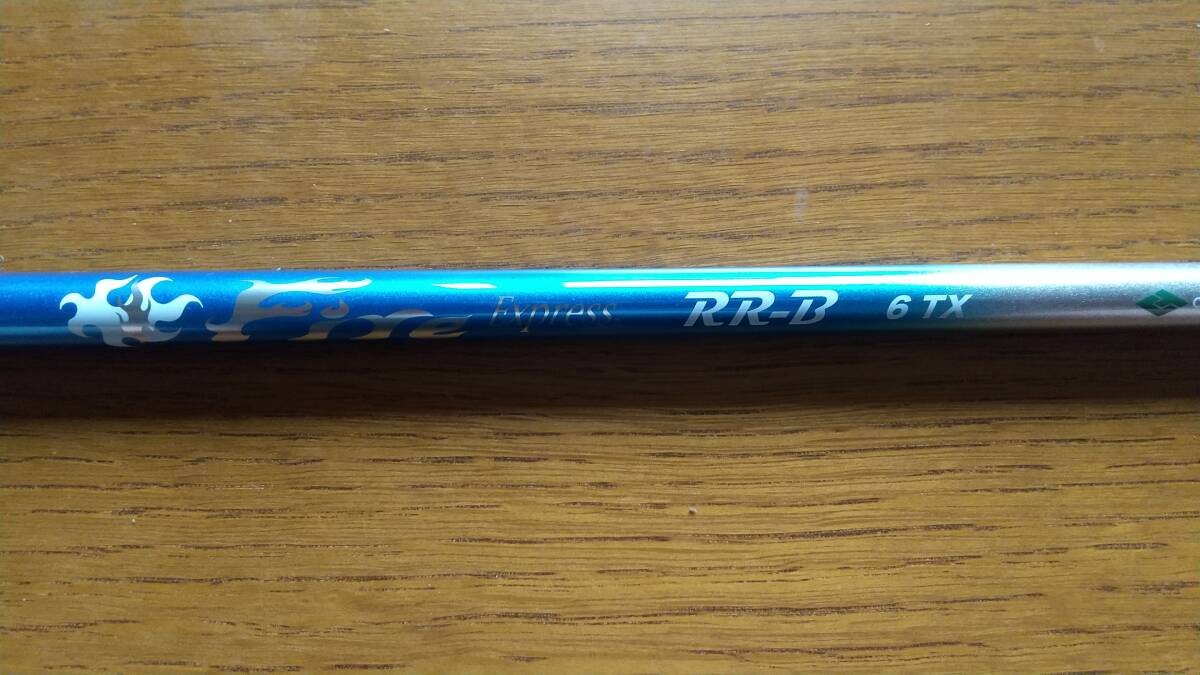 Fire Express. RR-B 6 TX